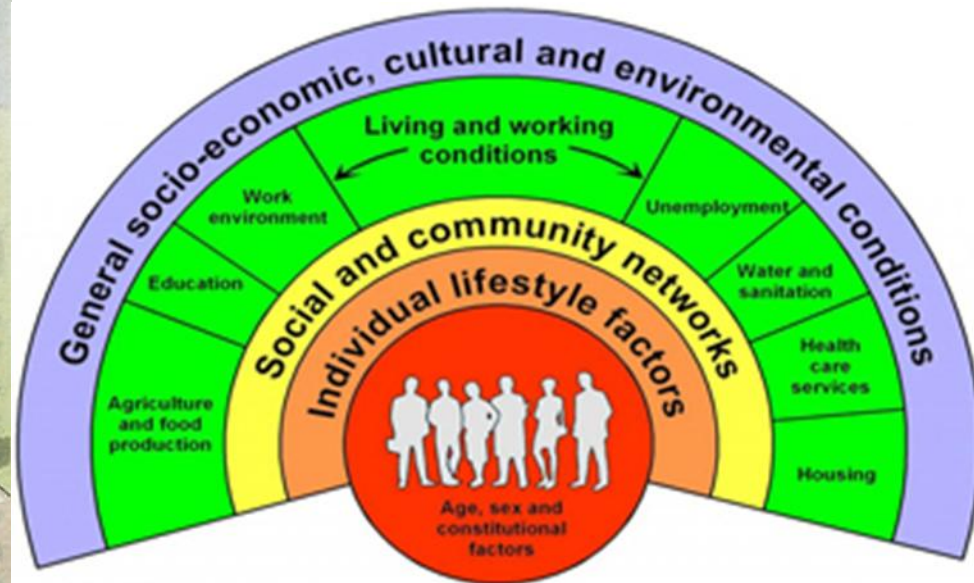 General socio-economic, cultural and environmental conditions
Living and working
conditions
Work
environment
Education
Agriculture
and food
production
Unemployment
Water and
sanitation
Health
care
services
Housing
Social and community networks
Individual lifestyle factors
Age, sex and
constitutional
factors